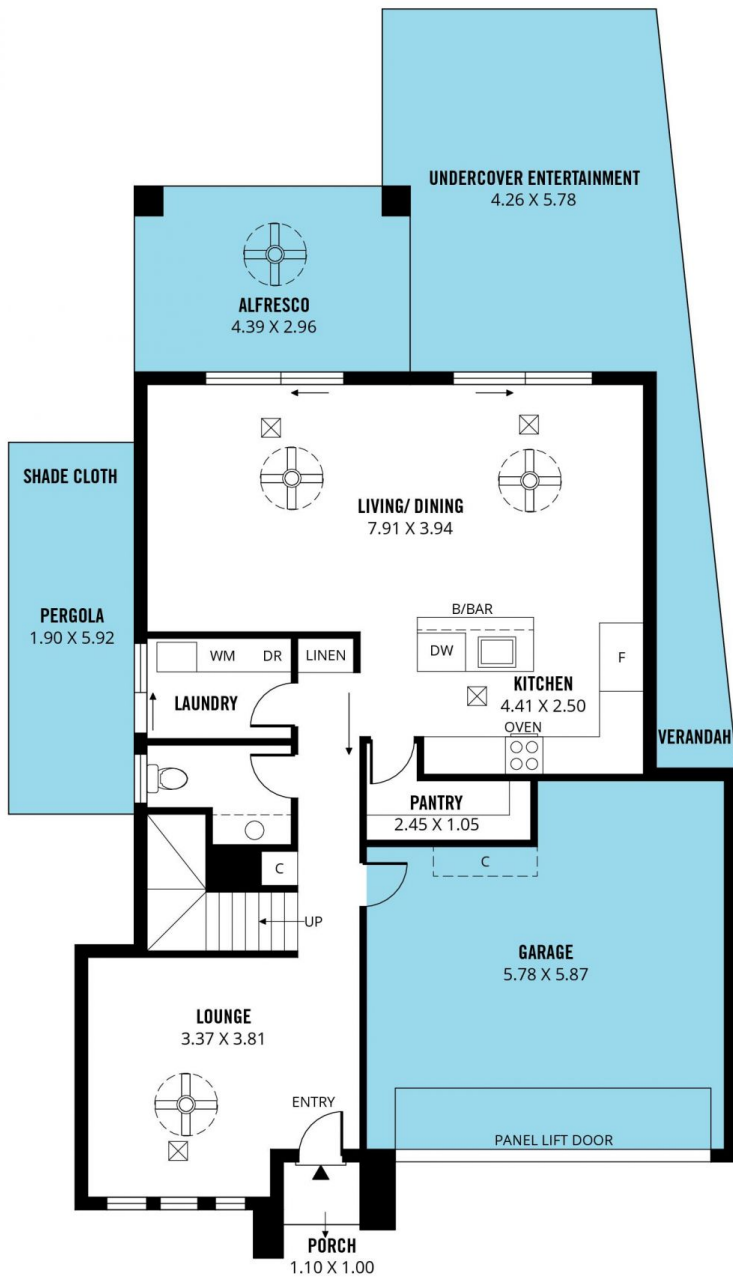 UNDERCOVER ENTERTAINMENT
4.26 X 5.78
ALFRESCO
4.39 X 2.96
SHADE CLOTH
LIVING/ DINING
7.91 X 3.94
PERGOLA
1.90 X 5.92
B/BAR
WM
DR
LINEN
DW
F
KITCHEN
4.41 X 2.50
LAUNDRY
OVEN
VERANDAH
PANTRY
2.45 X 1.05
C
C
UP
GARAGE
5.78 X 5.87
LOUNGE
3.37 X 3.81
ENTRY
PANEL LIFT DOOR
PORCH
1.10 X 1.00